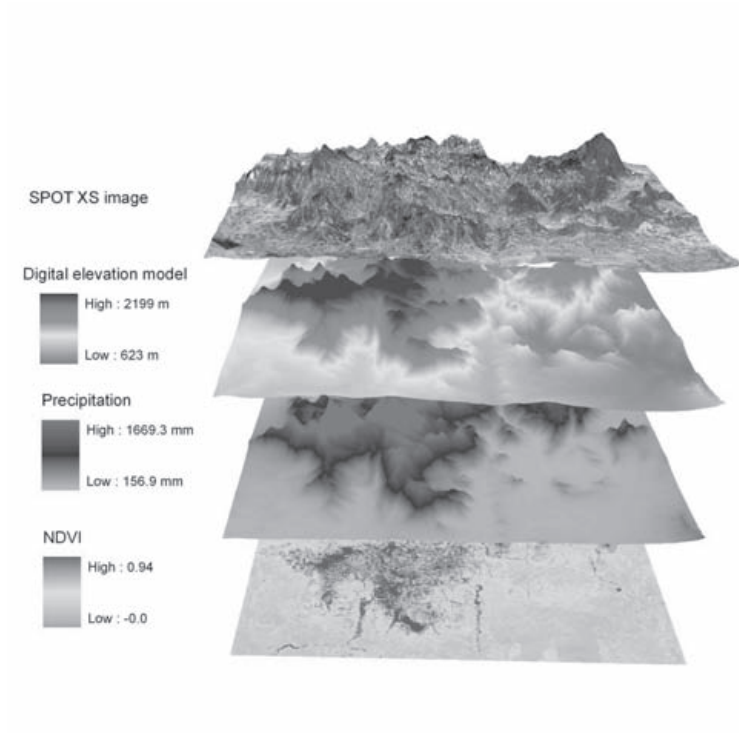 SPOT XS image
Digital elevation model
High : 2199 m
Low : 623 m
Precipitation
High : 1669.3 mm
Low : 156.9 mm
NDVI
High : 0.94
Low : -0.0